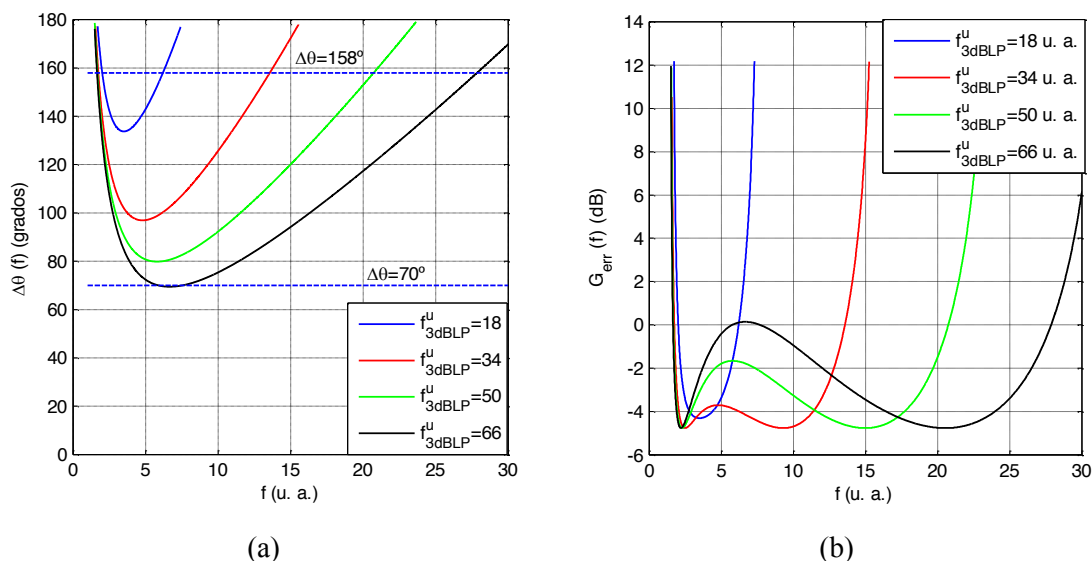 180
160
140
120
100
80
60
40
20
0
Δθ (f) (grados)
Δθ=158º
Δθ=70º
f^u_3dBLP=18
f^u_3dBLP=34
f^u_3dBLP=50
f^u_3dBLP=66
0 5 10 15 20 25 30
f (u. a.)
(a)
14
12
10
8
6
4
2
0
-2
-4
-6
G_err (f) (dB)
f^u_3dBLP=18 u. a.
f^u_3dBLP=34 u. a.
f^u_3dBLP=50 u. a.
f^u_3dBLP=66 u. a.
0 5 10 15 20 25 30
f (u. a.)
(b)